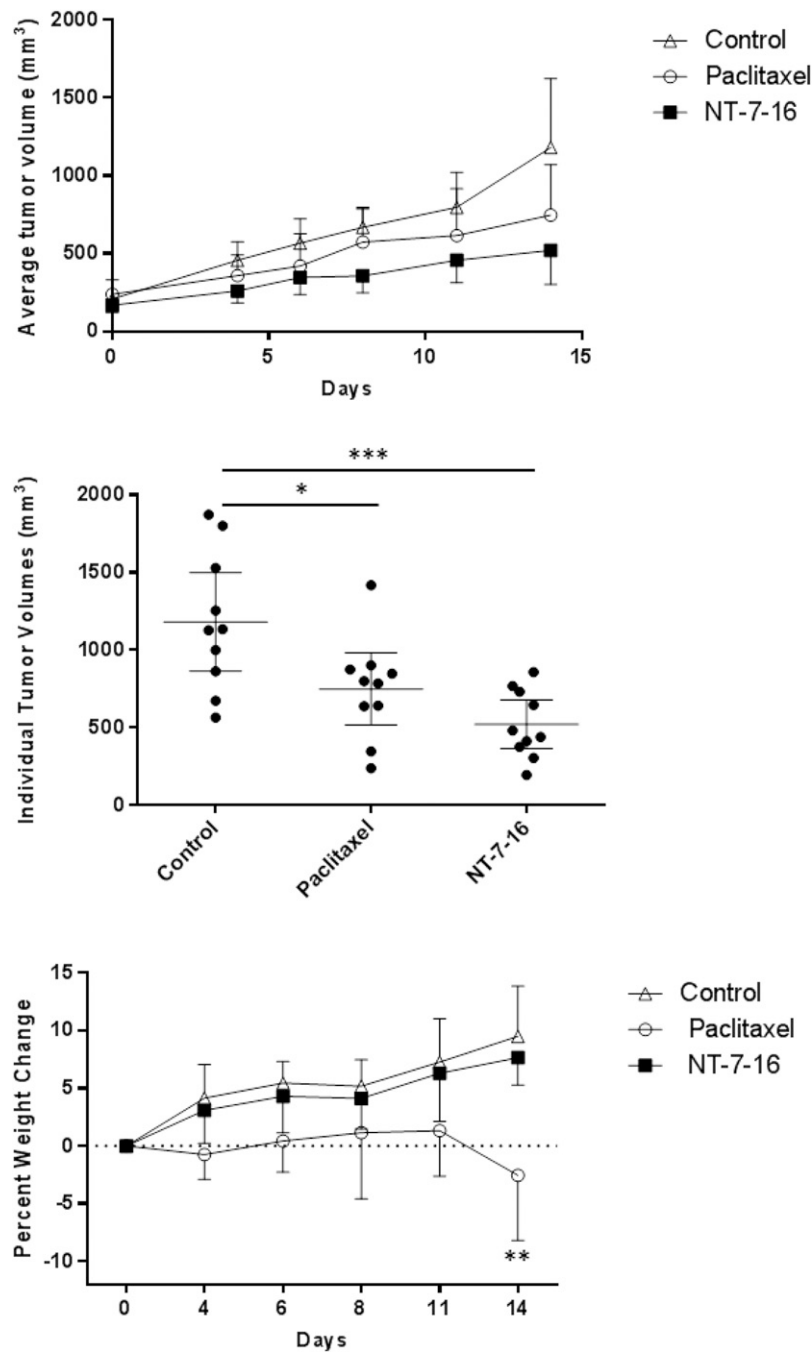 Average tumor volume (mm³)
2000
1500
1000
500
0
0
5
10
15
Days
Control
Paclitaxel
NT-7-16
Individual Tumor Volumes (mm³)
2000
1500
1000
500
0
***
*
Control
Paclitaxel
NT-7-16
Percent Weight Change
15
10
5
0
-5
-10
**
0
4
6
8
11
14
Days
Control
Paclitaxel
NT-7-16